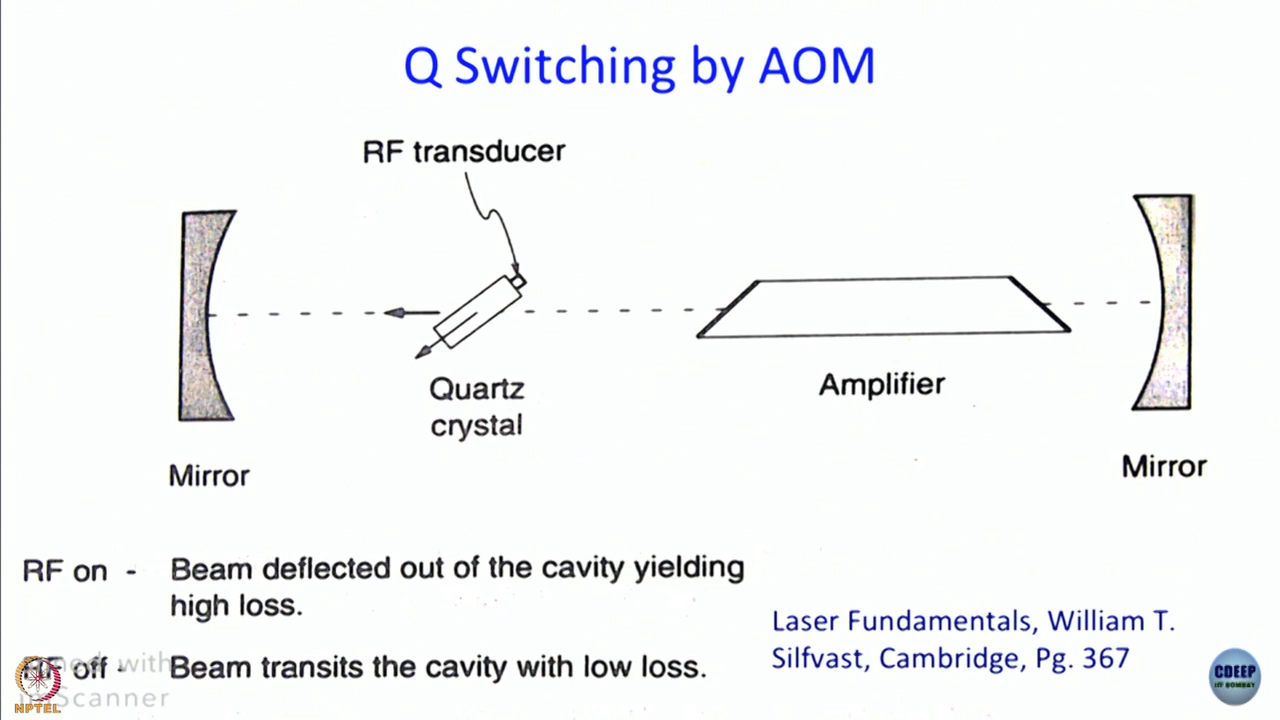 Q Switching by AOM
RF transducer
Quartz
crystal
Amplifier
Mirror
Mirror
RF on - Beam deflected out of the cavity yielding
high loss.
RF off - Beam transits the cavity with low loss.
Laser Fundamentals, William T.
Silfvast, Cambridge, Pg. 367
with
Scanner
NPTEL
CDEEP
IIT BOMBAY